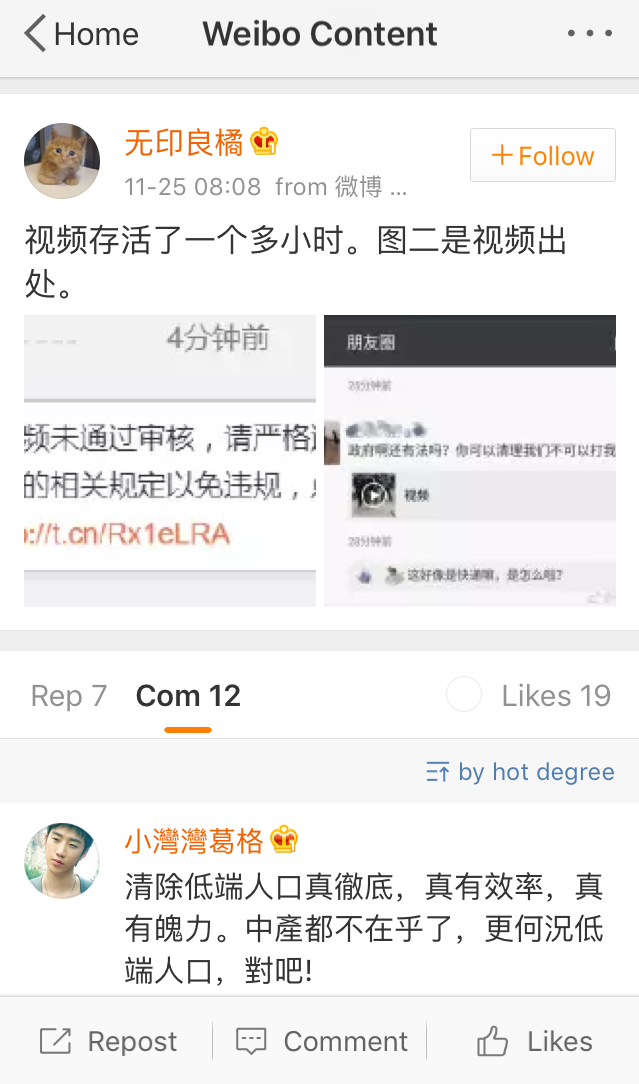 Home
Weibo Content
无印良橘
+Follow
11-25 08:08 from 微博 ...
视频存活了一个多小时。图二是视频出
处。
4分钟前
频未通过审核，请严格
的相关规定以免违规，
://t.cn/Rx1eLRA
朋友圈
28分钟前
政府啊还有法吗？你可以清理我们不可以打我
视频
28分钟前
这好像是快递嘛，是怎么啦？
Rep 7
Com 12
Likes 19
by hot degree
小灣灣葛格
清除低端人口真徹底，真有效率，真
有魄力。中產都不在乎了，更何況低
端人口，對吧!
Repost
Comment
Likes